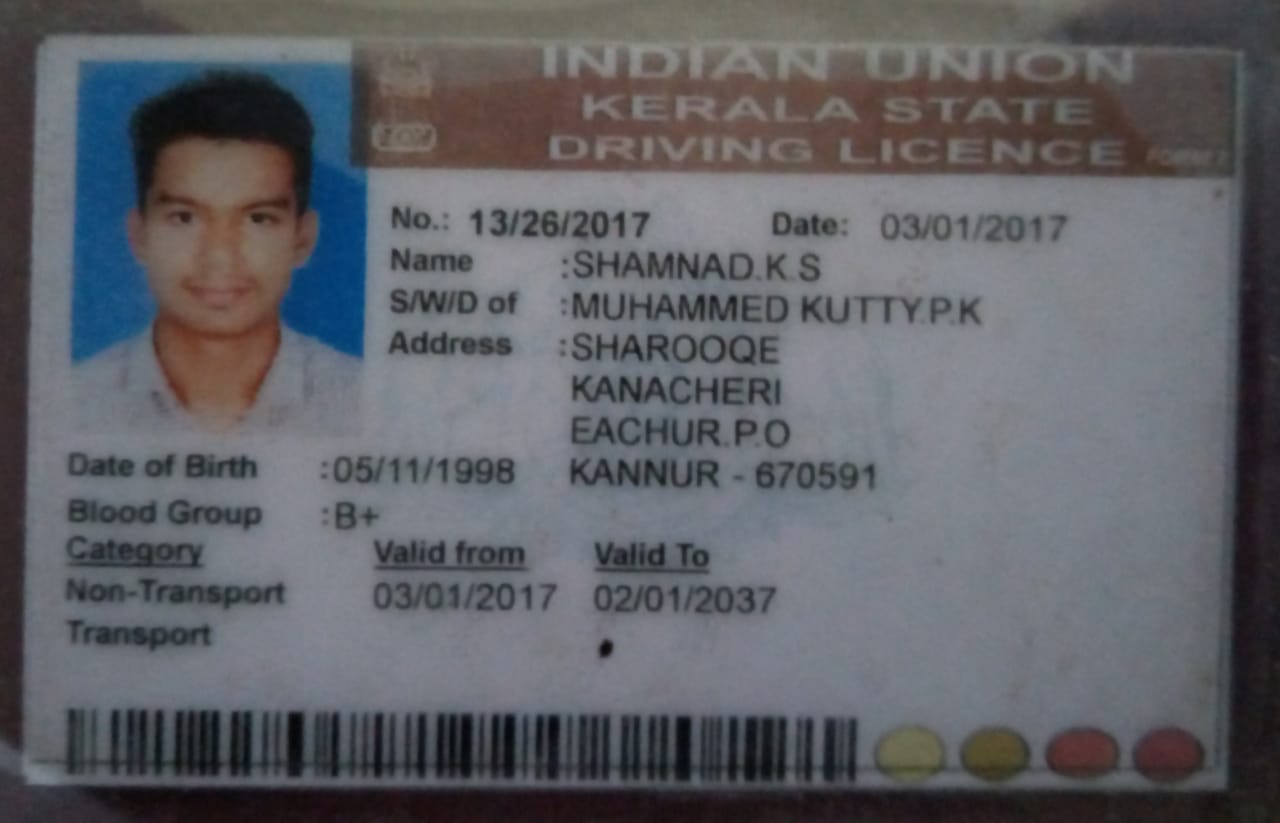 INDIAN UNION
KERALA STATE
DRIVING LICENCE
No.: 13/26/2017 Date: 03/01/2017
Name :SHAMNAD.K.S
S/W/D of :MUHAMMED KUTTY.P.K
Address :SHAROOQE
KANACHERI
EACHUR.P.O
Date of Birth :05/11/1998 KANNUR - 670591
Blood Group :B+
Category Valid from Valid To
Non-Transport 03/01/2017 02/01/2037
Transport